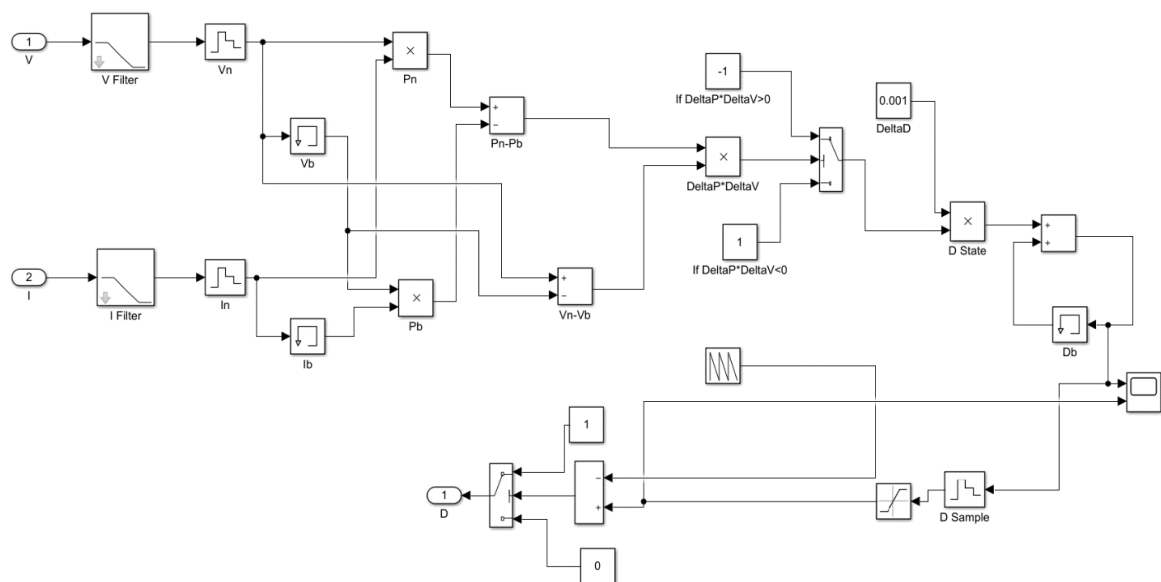 1
V
V Filter
Vn
×
Pn
+
−
Pn-Pb
Vb
-1
If DeltaP*DeltaV>0
0.001
DeltaD
×
DeltaP*DeltaV
1
If DeltaP*DeltaV<0
×
D State
+
+
2
I
I Filter
In
×
Pb
+
−
Vn-Vb
Ib
Db
1
−
+
1
D
D Sample
0